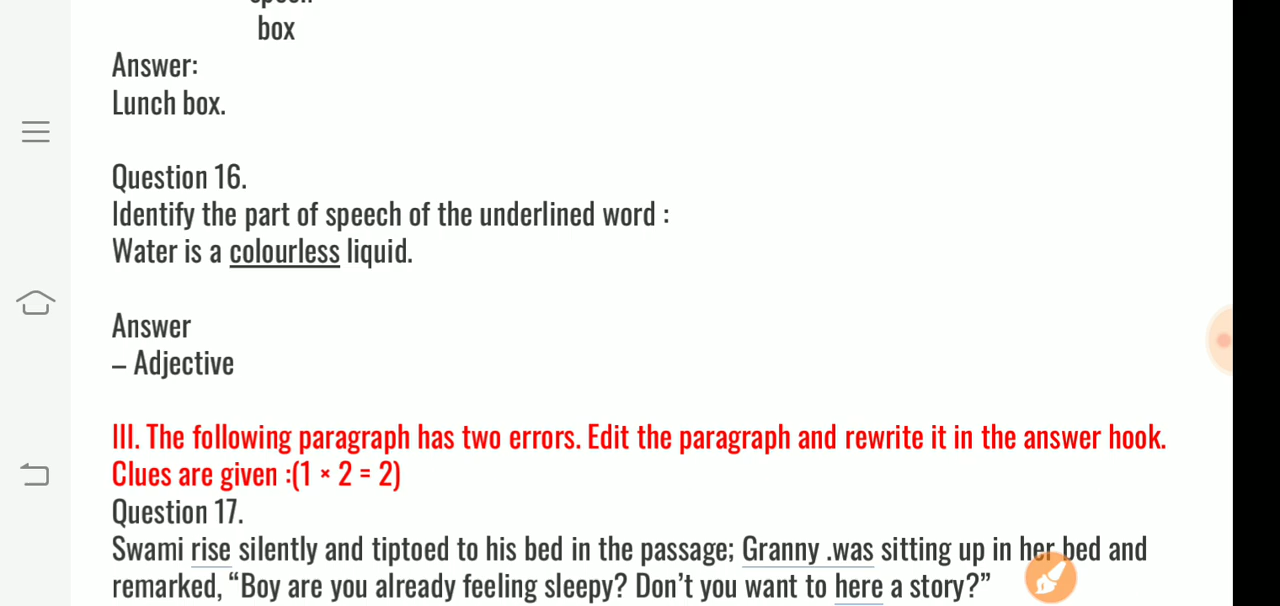 box
Answer:
Lunch box.
Question 16.
Identify the part of speech of the underlined word :
Water is a colourless liquid.
Answer
– Adjective
III. The following paragraph has two errors. Edit the paragraph and rewrite it in the answer hook.
Clues are given :(1 × 2 = 2)
Question 17.
Swami rise silently and tiptoed to his bed in the passage; Granny .was sitting up in her bed and
remarked, “Boy are you already feeling sleepy? Don’t you want to here a story?”